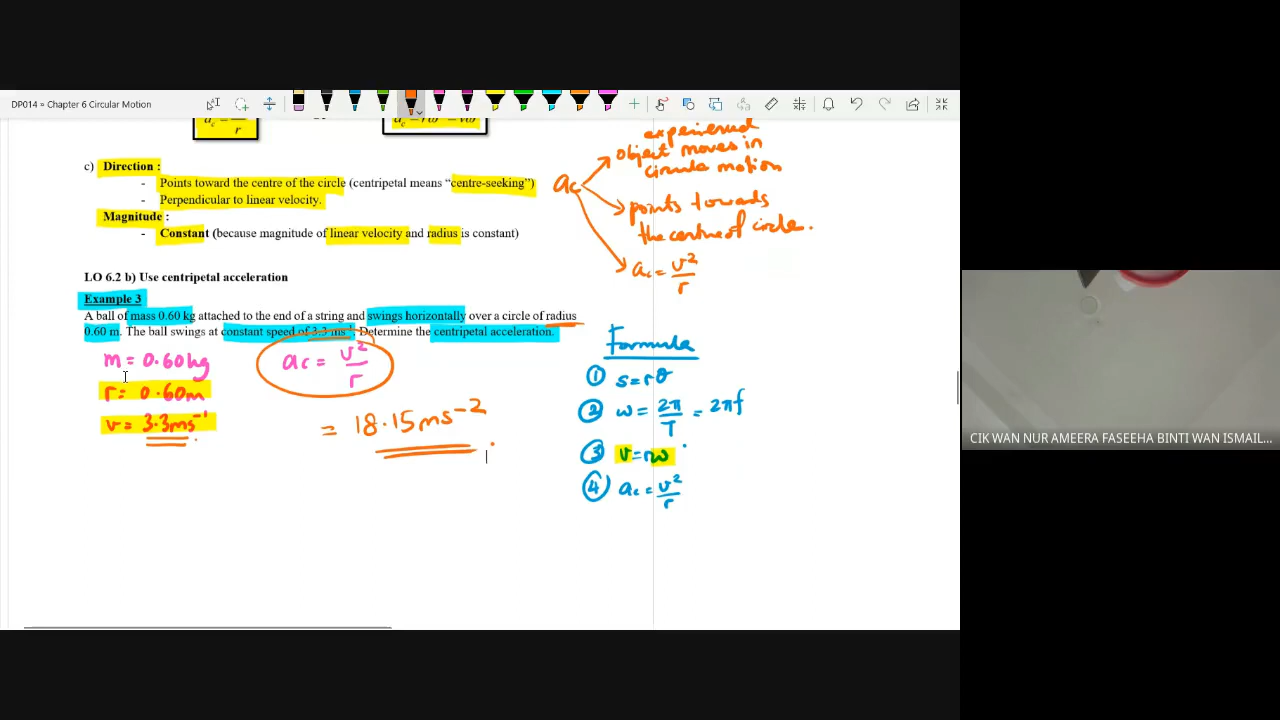 DP014 » Chapter 6 Circular Motion
r
c) Direction :
- Points toward the centre of the circle (centripetal means “centre-seeking”)
- Perpendicular to linear velocity.
Magnitude :
- Constant (because magnitude of linear velocity and radius is constant)
LO 6.2 b) Use centripetal acceleration
Example 3
A ball of mass 0.60 kg attached to the end of a string and swings horizontally over a circle of radius
0.60 m. The ball swings at constant speed of 3.3 ms⁻¹. Determine the centripetal acceleration.
m = 0.60kg
r = 0.60m
v = 3.3ms⁻¹.
ac = v²/r
= 18.15ms⁻².
ac
experienced
object moves in
circular motion
points towards
the centre of circle.
ac = v²/r
Formula
① s = rθ
② ω = 2π/T = 2πf
③ v = rω
④ ac = v²/r
CIK WAN NUR AMEERA FASEEHA BINTI WAN ISMAIL...